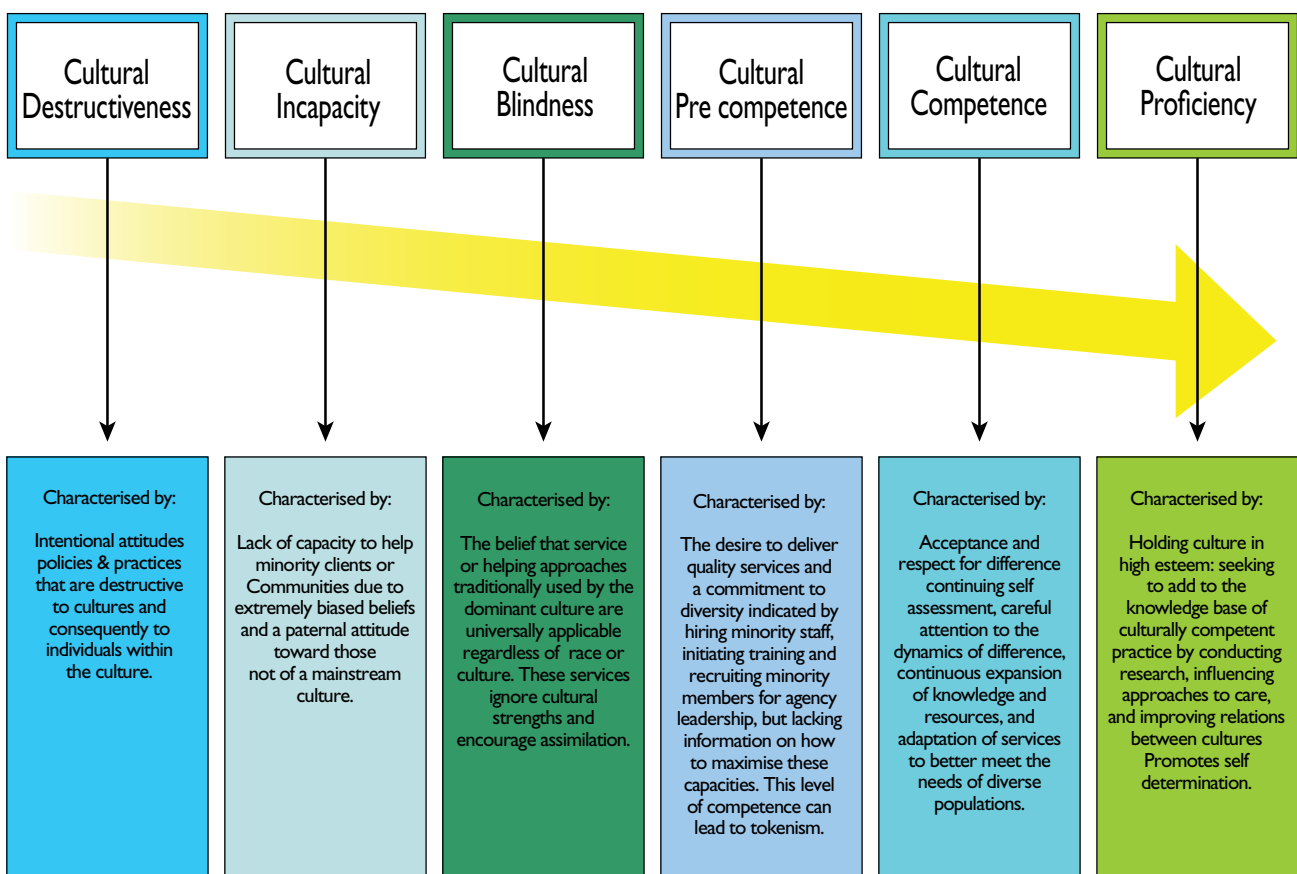 Cultural
Destructiveness
Cultural
Incapacity
Cultural
Blindness
Cultural
Pre competence
Cultural
Competence
Cultural
Proficiency
Characterised by:
Intentional attitudes
policies & practices
that are destructive
to cultures and
consequently to
individuals within
the culture.
Characterised by:
Lack of capacity to help
minority clients or
Communities due to
extremely biased beliefs
and a paternal attitude
toward those
not of a mainstream
culture.
Characterised by:
The belief that service
or helping approaches
traditionally used by the
dominant culture are
universally applicable
regardless of race or
culture. These services
ignore cultural
strengths and
encourage assimilation.
Characterised by:
The desire to deliver
quality services and
a commitment to
diversity indicated by
hiring minority staff,
initiating training and
recruiting minority
members for agency
leadership, but lacking
information on how
to maximise these
capacities. This level
of competence can
lead to tokenism.
Characterised by:
Acceptance and
respect for difference
continuing self
assessment, careful
attention to the
dynamics of difference,
continuous expansion
of knowledge and
resources, and
adaptation of services
to better meet the
needs of diverse
populations.
Characterised by:
Holding culture in
high esteem: seeking
to add to the
knowledge base of
culturally competent
practice by conducting
research, influencing
approaches to care,
and improving relations
between cultures
Promotes self
determination.